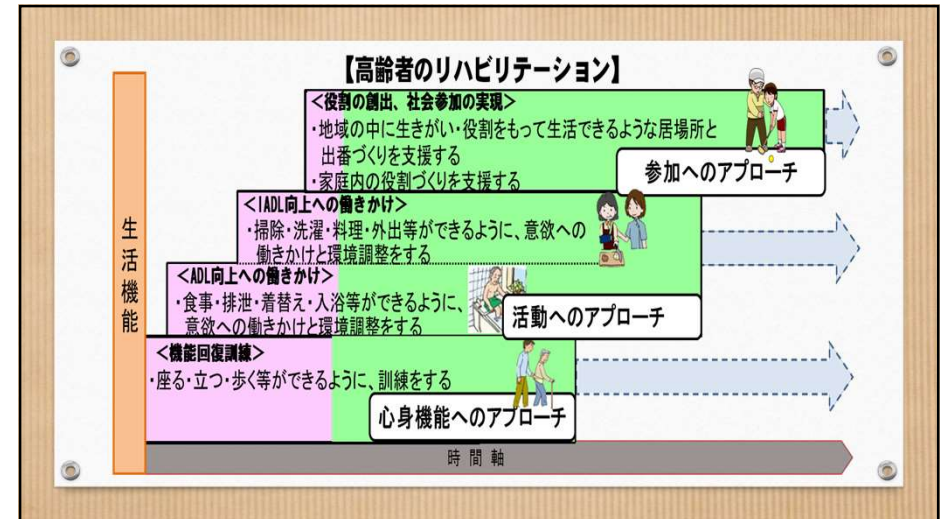 【高齢者のリハビリテーション】
<役割の創出、社会参加の実現>
・地域の中に生きがい・役割をもって生活できるような居場所と
出番づくりを支援する
・家庭内の役割づくりを支援する
参加へのアプローチ
<IADL向上への働きかけ>
・掃除・洗濯・料理・外出等ができるように、意欲への
働きかけと環境調整をする
<ADL向上への働きかけ>
・食事・排泄・着替え・入浴等ができるように、
意欲への働きかけと環境調整をする
活動へのアプローチ
<機能回復訓練>
・座る・立つ・歩く等ができるように、訓練をする
心身機能へのアプローチ
生活機能
時間軸